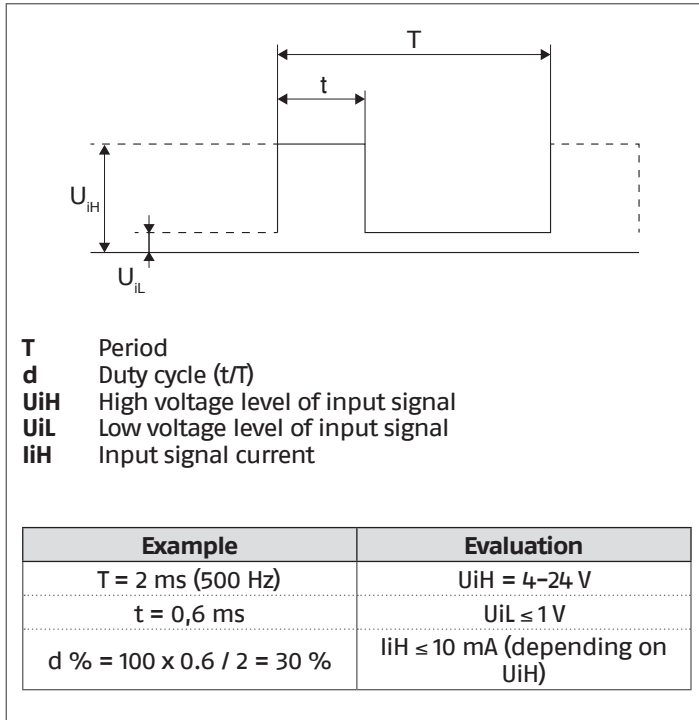 T
t
UiH
UiL
T Period
d Duty cycle (t/T)
UiH High voltage level of input signal
UiL Low voltage level of input signal
IiH Input signal current
Example Evaluation
T = 2 ms (500 Hz) UiH = 4–24 V
t = 0,6 ms UiL ≤ 1 V
d % = 100 x 0.6 / 2 = 30 % IiH ≤ 10 mA (depending on
UiH)